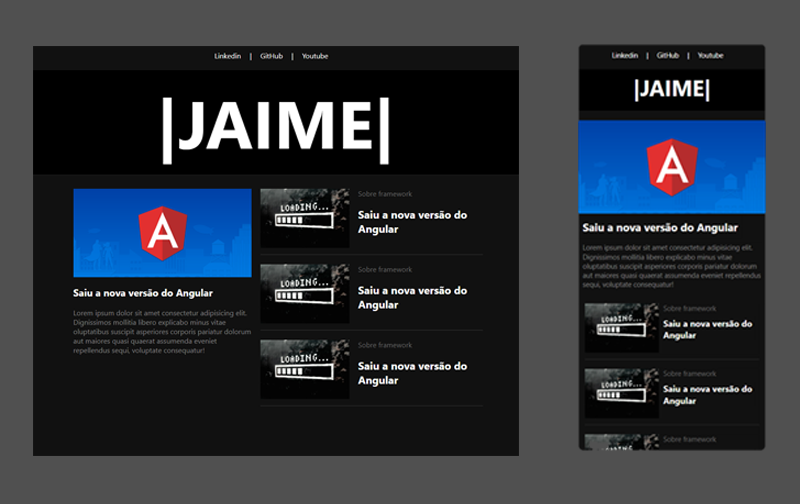 Linkedin | GitHub | Youtube
|JAIME|
A
Saiu a nova versão do Angular
Lorem ipsum dolor sit amet consectetur adipisicing elit.
Dignissimos mollitia libero explicabo minus vitae
oluptatibus suscipit asperiores corporis pariatur dolorum
aut maiores quasi quaerat assumenda eveniet
repellendus sequi, voluptate consequatur!
LOADING...
Sobre framework
Saiu a nova versão do
Angular
LOADING...
Sobre framework
Saiu a nova versão do
Angular
LOADING...
Sobre framework
Saiu a nova versão do
Angular
Linkedin | GitHub | Youtube
|JAIME|
A
Saiu a nova versão do Angular
Lorem ipsum dolor sit amet consectetur adipisicing elit.
Dignissimos mollitia libero explicabo minus vitae
oluptatibus suscipit asperiores corporis pariatur dolorum
aut maiores quasi quaerat assumenda eveniet repellendus
sequi, voluptate consequatur!
LOADING...
Sobre framework
Saiu a nova versão do
Angular
LOADING...
Sobre framework
Saiu a nova versão do
Angular
LOADING...
Sobre framework